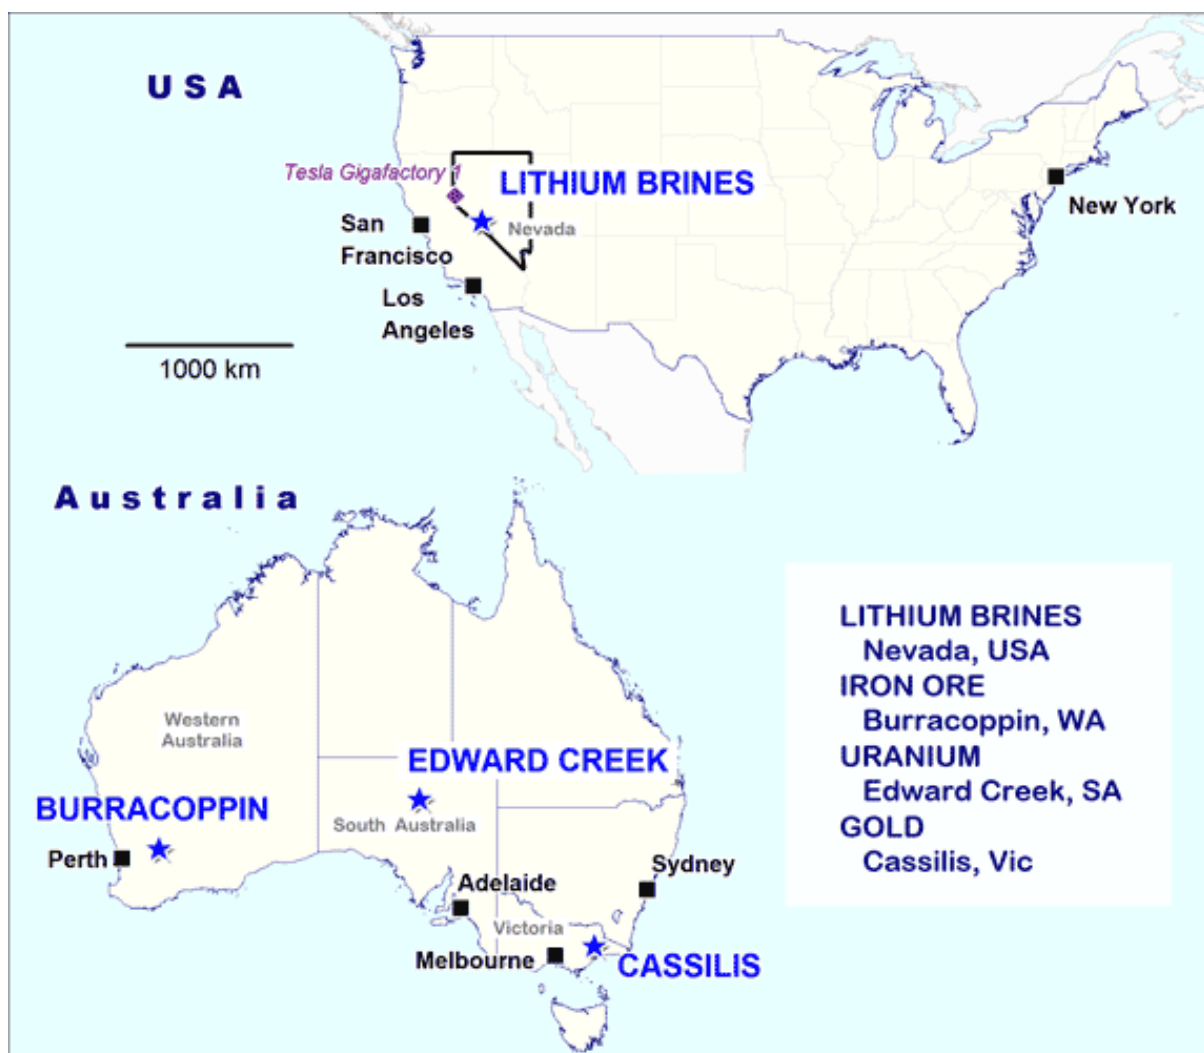 USA
Tesla Gigafactory 1
LITHIUM BRINES
Nevada
San
Francisco
Los
Angeles
New York
1000 km
Australia
Western
Australia
EDWARD CREEK
BURRACOPPIN
South Australia
Perth
Adelaide
Sydney
Victoria
Melbourne
CASSILIS
LITHIUM BRINES
Nevada, USA
IRON ORE
Burracoppin, WA
URANIUM
Edward Creek, SA
GOLD
Cassilis, Vic